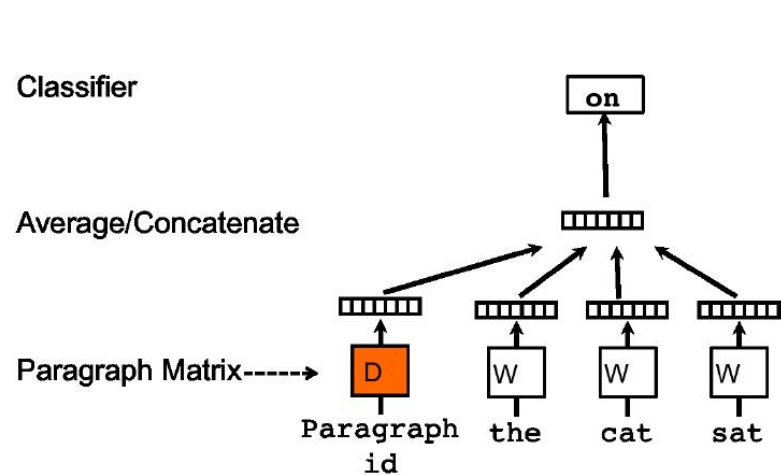 Classifier
on
Average/Concatenate
Paragraph Matrix
D
W
W
W
Paragraph
id
the
cat
sat